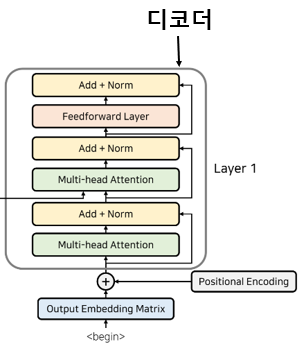 디코더
Add + Norm
Feedforward Layer
Add + Norm
Multi-head Attention
Layer 1
Add + Norm
Multi-head Attention
+
Positional Encoding
Output Embedding Matrix
<begin>